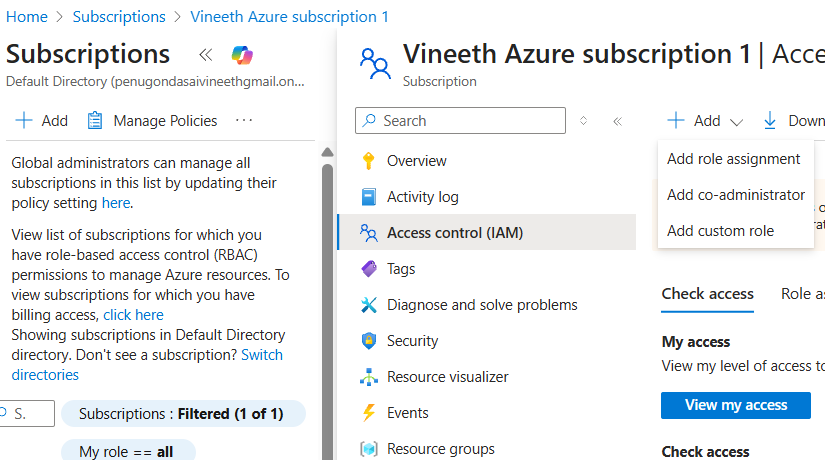 Home > Subscriptions > Vineeth Azure subscription 1
Subscriptions
Default Directory (penugondasaivineethgmail.on...
Add Manage Policies ...
Global administrators can manage all
subscriptions in this list by updating their
policy setting here.
View list of subscriptions for which you
have role-based access control (RBAC)
permissions to manage Azure resources. To
view subscriptions for which you have
billing access, click here
Showing subscriptions in Default Directory
directory. Don't see a subscription? Switch
directories
S.
Subscriptions : Filtered (1 of 1)
My role == all
Vineeth Azure subscription 1 | Acce
Subscription
Search
Overview
Activity log
Access control (IAM)
Tags
Diagnose and solve problems
Security
Resource visualizer
Events
Resource groups
Add Down
Add role assignment
Add co-administrator
Add custom role
Check access Role as
My access
View my level of access to
View my access
Check access